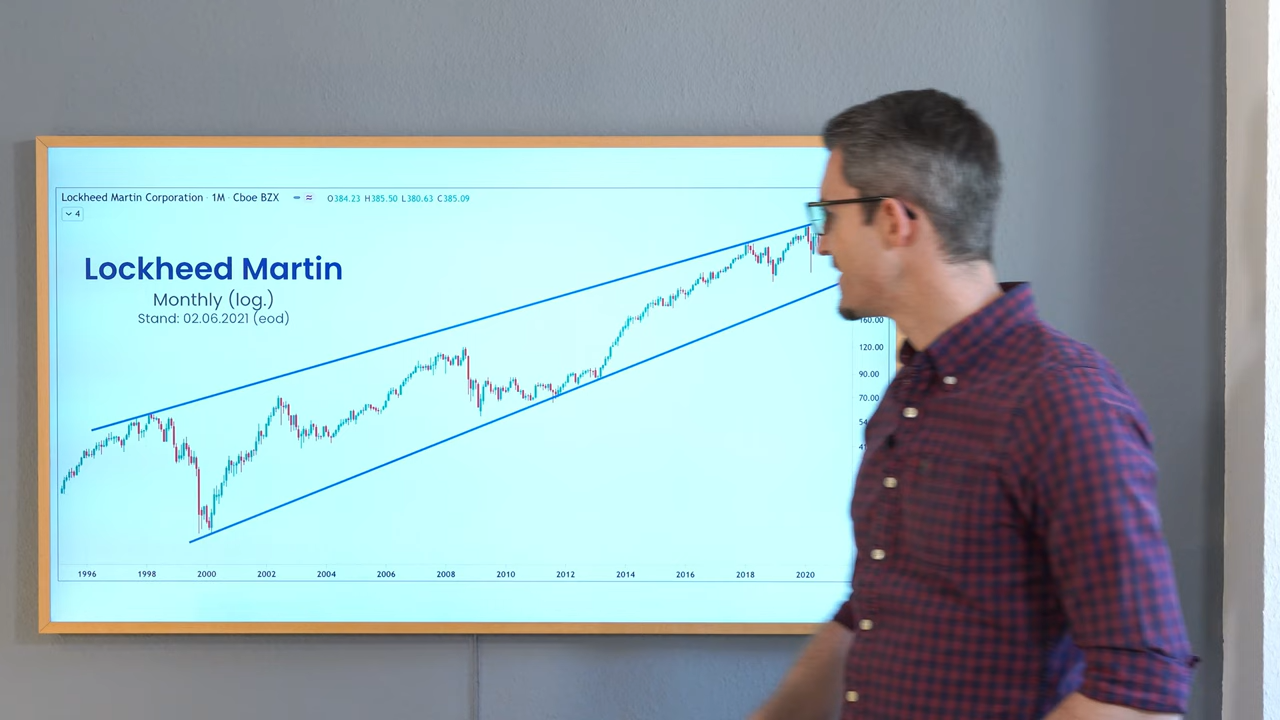 Lockheed Martin Corporation · 1M · Cboe BZX O384.23 H385.50 L380.63 C385.09
4
Lockheed Martin
Monthly (log.)
Stand: 02.06.2021 (eod)
160.00
120.00
90.00
70.00
1996 1998 2000 2002 2004 2006 2008 2010 2012 2014 2016 2018 2020